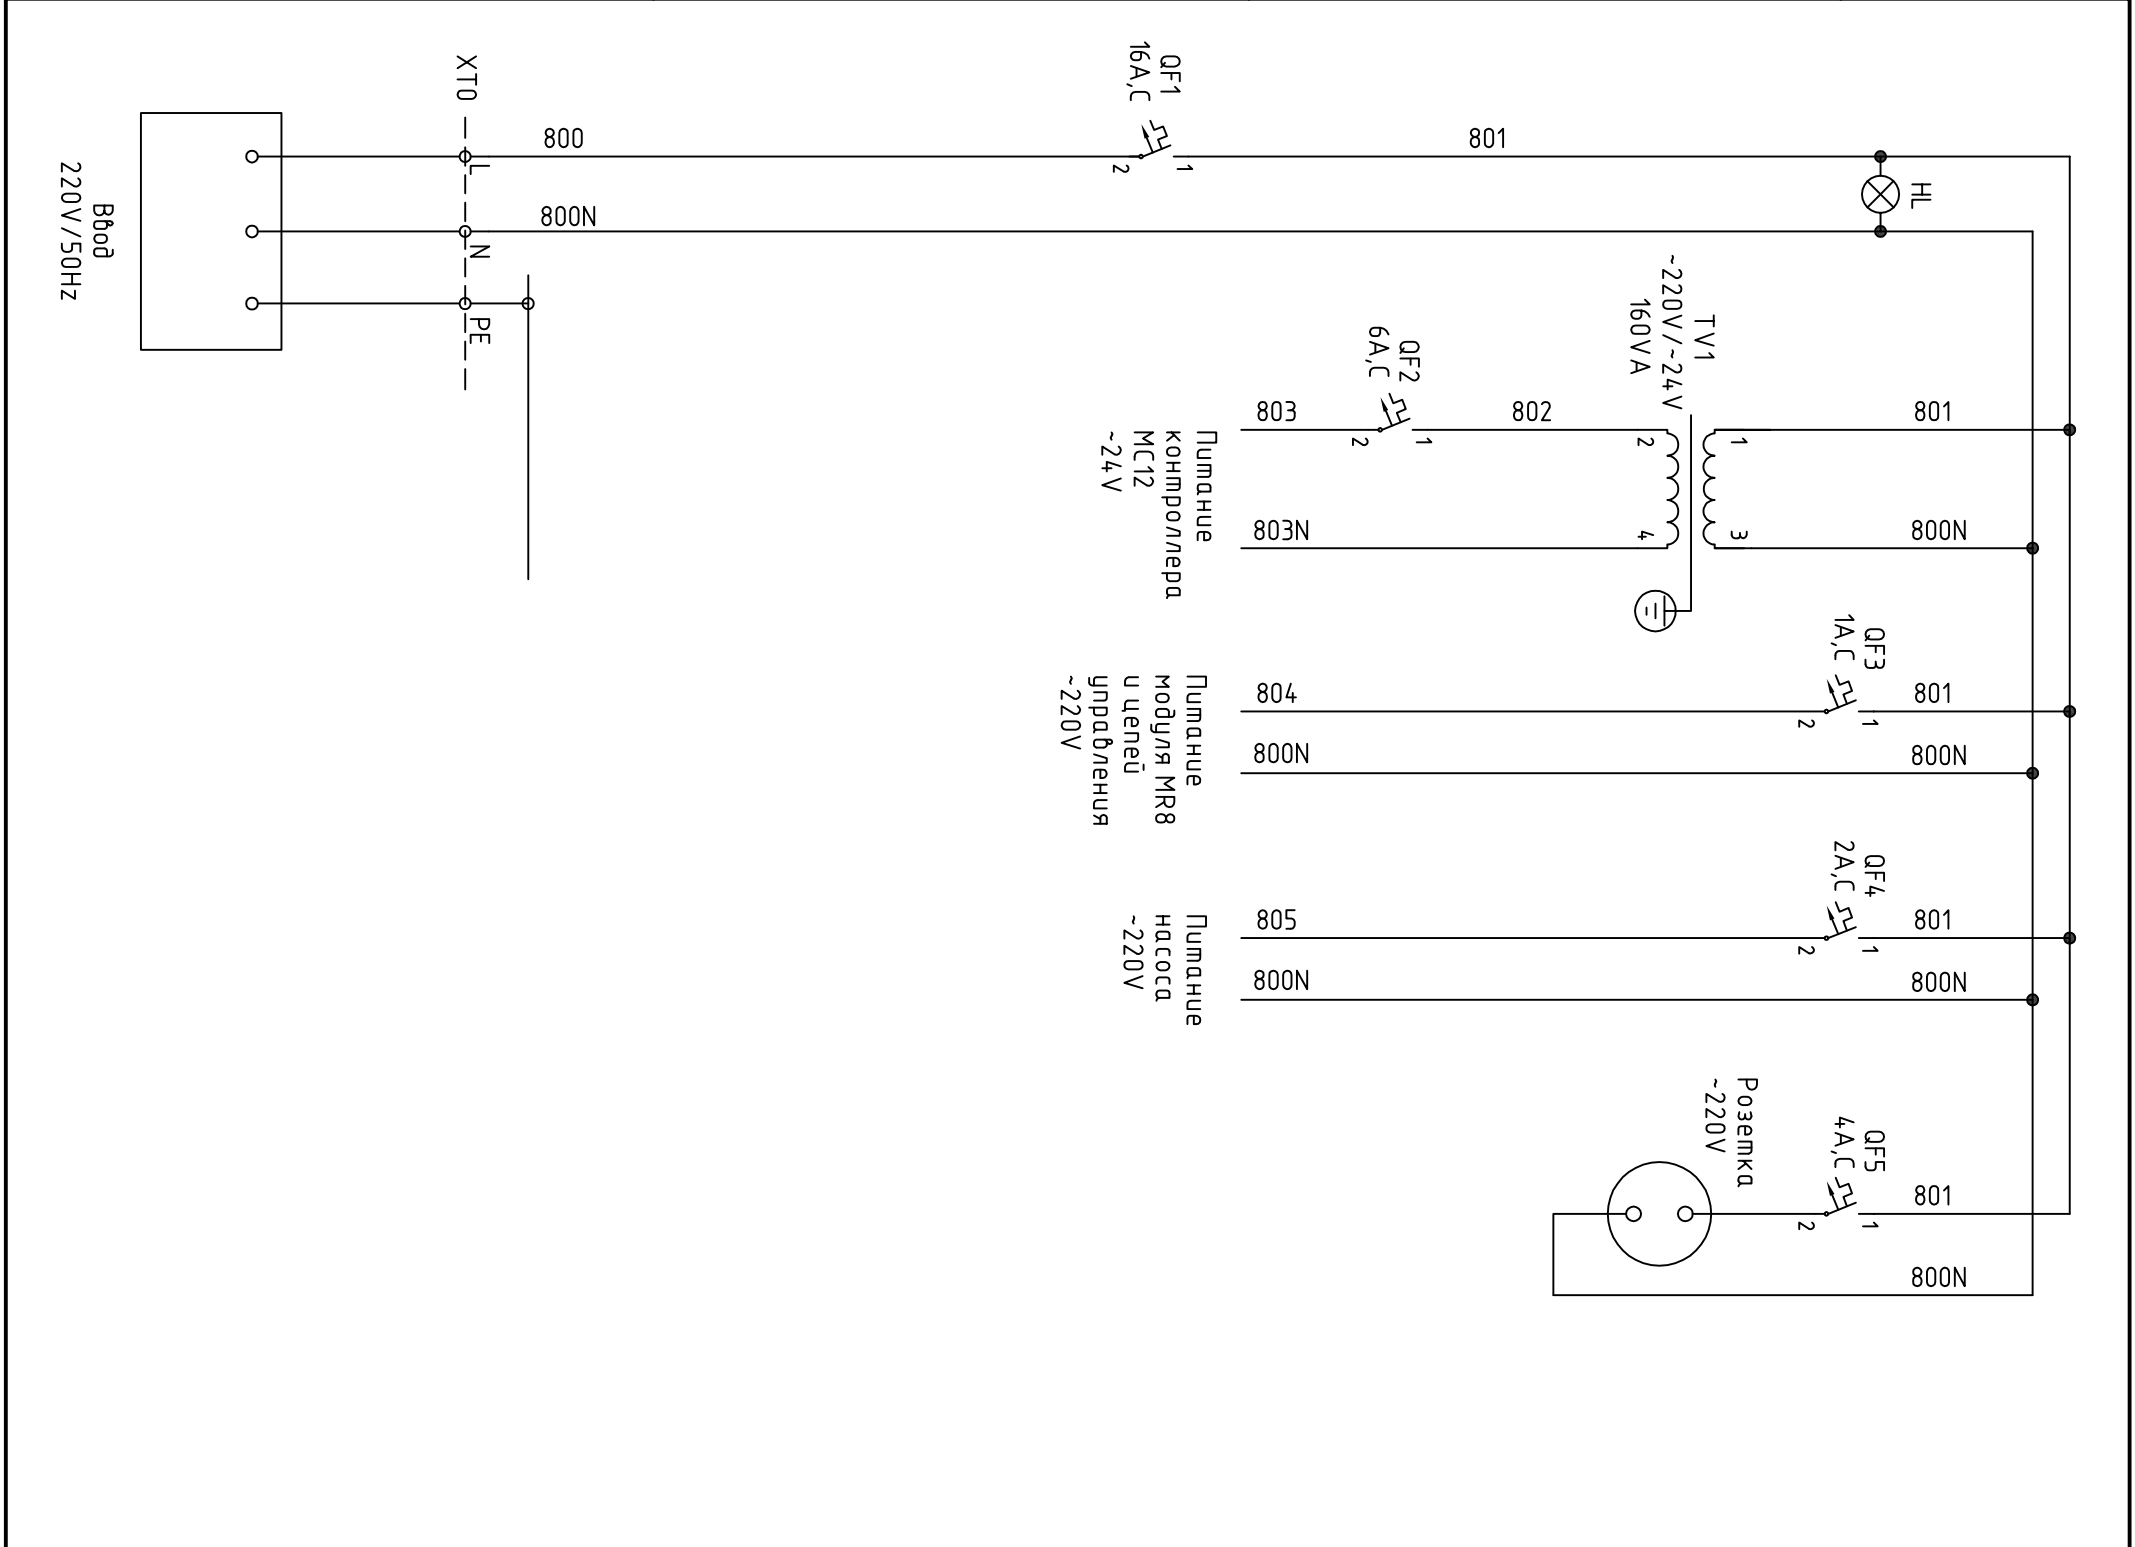 Ввод
220V/50Hz
XT0
L
N
PE
800
800N
QF1
16A,C
2
1
801
HL
TV1
~220V/~24V
160VA
1
3
2
4
801
800N
802
QF2
6A,C
1
2
803
803N
Питание
контроллера
MC12
~24V
QF3
1A,C
1
2
801
800N
804
800N
Питание
модуля MR8
и цепей
управления
~220V
QF4
2A,C
1
2
801
800N
805
800N
Питание
насоса
~220V
QF5
4A,C
1
2
801
800N
Розетка
~220V